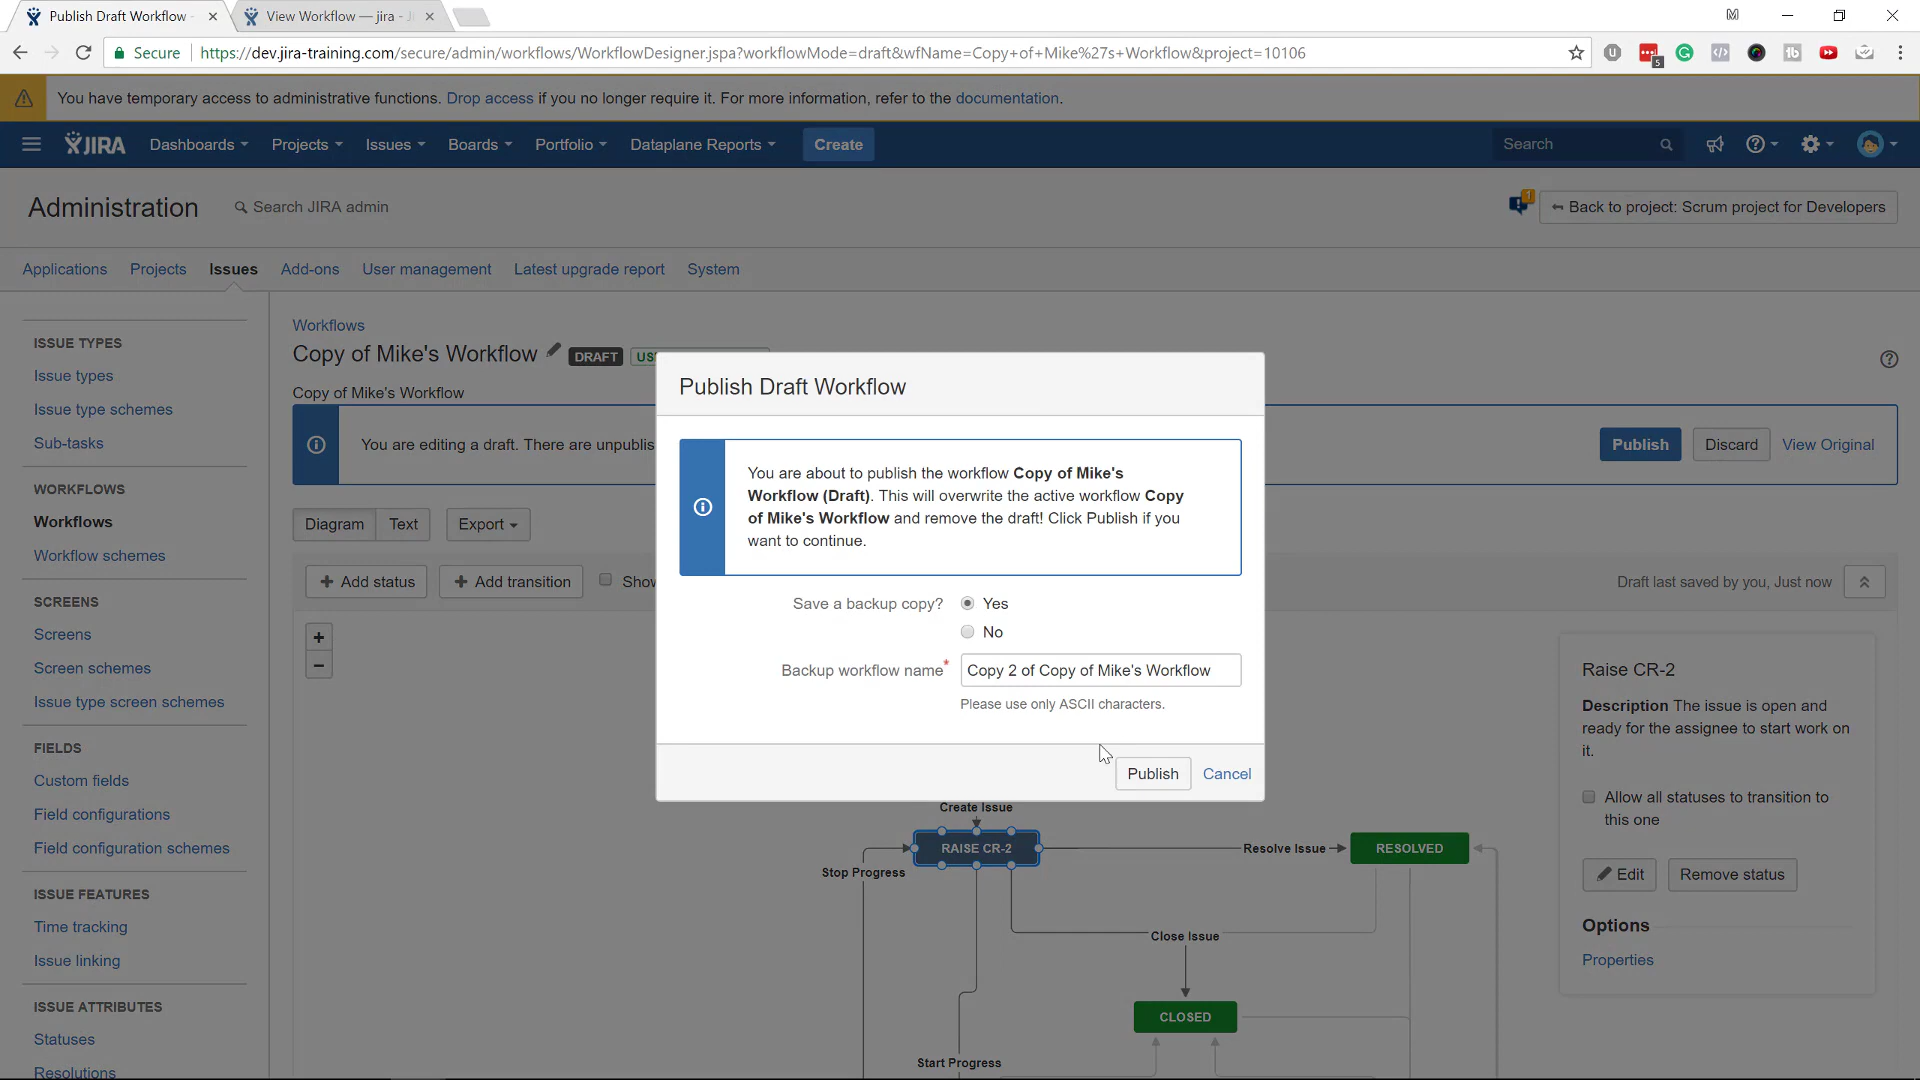 Publish Draft Workflow
View Workflow — jira - J
M
Secure
https://dev.jira-training.com/secure/admin/workflows/WorkflowDesigner.jspa?workflowMode=draft&wfName=Copy+of+Mike%27s+Workflow&project=10106
5
You have temporary access to administrative functions. Drop access if you no longer require it. For more information, refer to the documentation.
JIRA Dashboards Projects Issues Boards Portfolio Dataplane Reports Create Search
Administration Search JIRA admin 1 Back to project: Scrum project for Developers
Applications Projects Issues Add-ons User management Latest upgrade report System
ISSUE TYPES
Issue types
Issue type schemes
Sub-tasks
WORKFLOWS
Workflows
Workflow schemes
SCREENS
Screens
Screen schemes
Issue type screen schemes
FIELDS
Custom fields
Field configurations
Field configuration schemes
ISSUE FEATURES
Time tracking
Issue linking
ISSUE ATTRIBUTES
Statuses
Resolutions
Workflows
Copy of Mike's Workflow DRAFT
Copy of Mike's Workflow
You are editing a draft. There are Publish Discard View Original
Diagram Text Export
Add status Add transition Draft last saved by you, Just now
+
−
Publish Draft Workflow
You are about to publish the workflow Copy of Mike's
Workflow (Draft). This will overwrite the active workflow Copy
of Mike's Workflow and remove the draft! Click Publish if you
want to continue.
Save a backup copy? Yes
No
Backup workflow name* Copy 2 of Copy of Mike's Workflow
Please use only ASCII characters.
Publish Cancel
Create Issue
RAISE CR-2
Resolve Issue
RESOLVED
Stop Progress
Close Issue
CLOSED
Start Progress
Raise CR-2
Description The issue is open and
ready for the assignee to start work on
it.
Allow all statuses to transition to
this one
Edit Remove status
Options
Properties